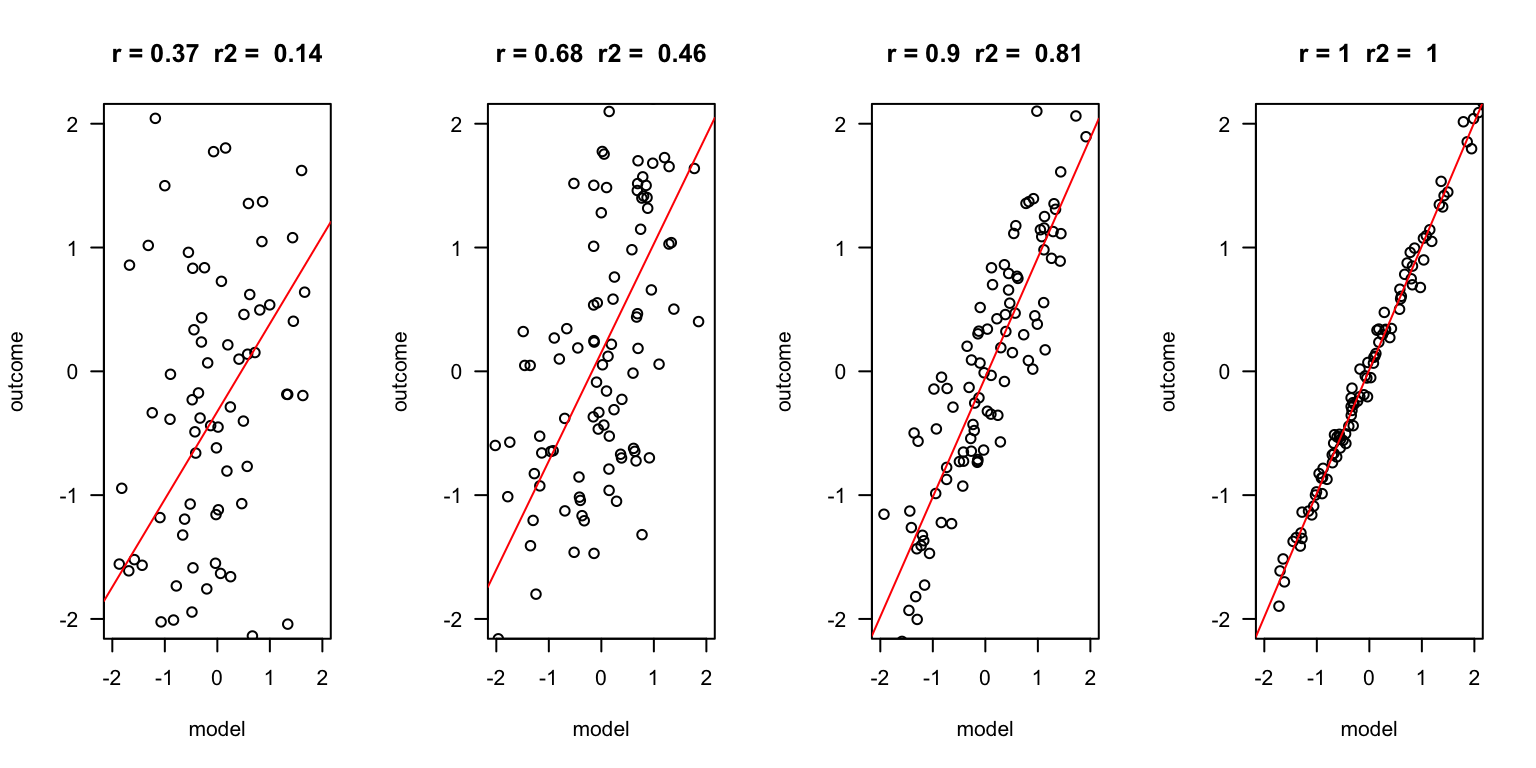 r = 0.37  r2 =  0.14
outcome
2
1
0
-1
-2
-2 -1 0 1 2
model
r = 0.68  r2 =  0.46
outcome
2
1
0
-1
-2
-2 -1 0 1 2
model
r = 0.9  r2 =  0.81
outcome
2
1
0
-1
-2
-2 -1 0 1 2
model
r = 1  r2 =  1
outcome
2
1
0
-1
-2
-2 -1 0 1 2
model